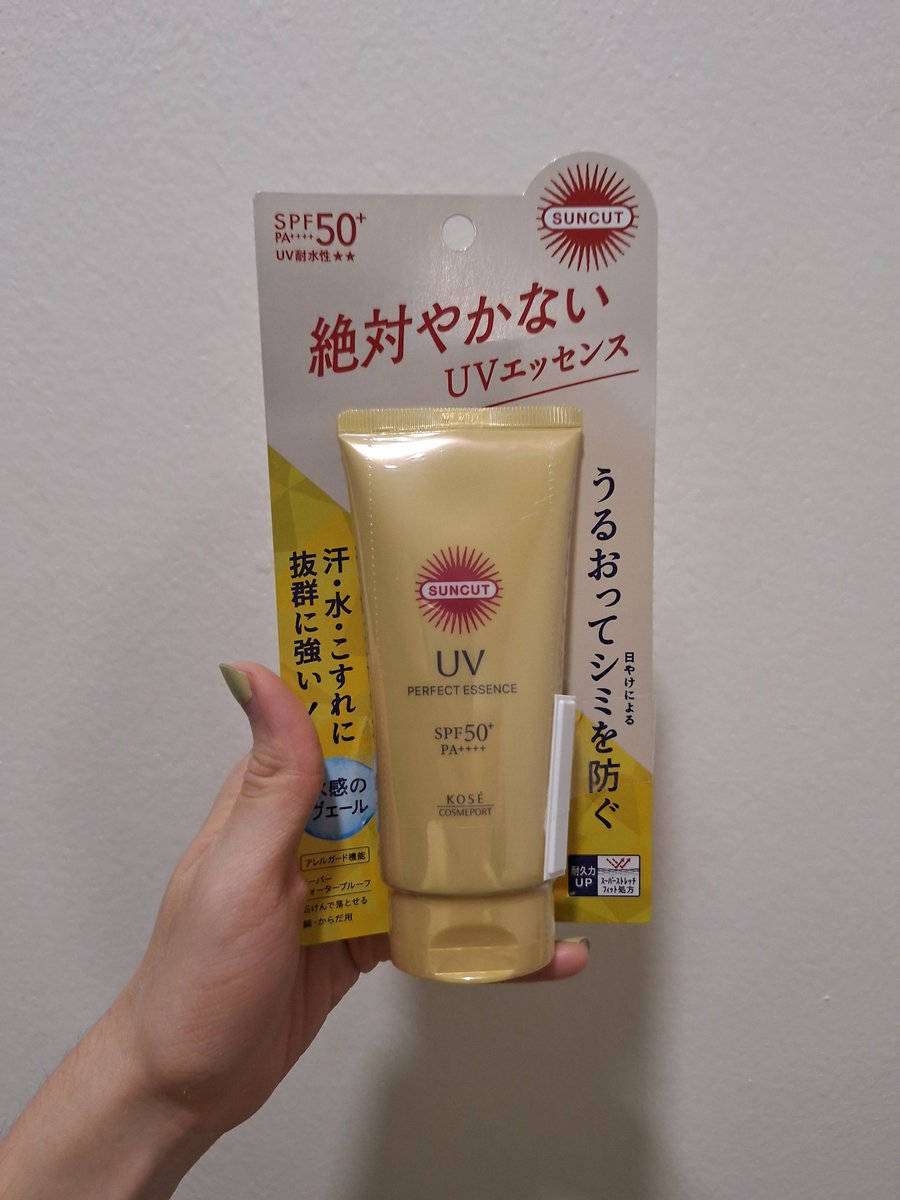 SPF50+
PA++++
UV耐水性★★
SUNCUT
絶対やかない
UVエッセンス
うるおってシミを防ぐ
日やけによる
汗・水・こすれに
抜群に強い!
感の
ヴェール
アレルガード機能
ーパー
ォータープルーフ
けんで落とせる
・からだ用
SUNCUT
UV
PERFECT ESSENCE
SPF50+
PA++++
KOSÉ
COSMEPORT
耐久力
UP
スーパーストレッチ
フィット処方